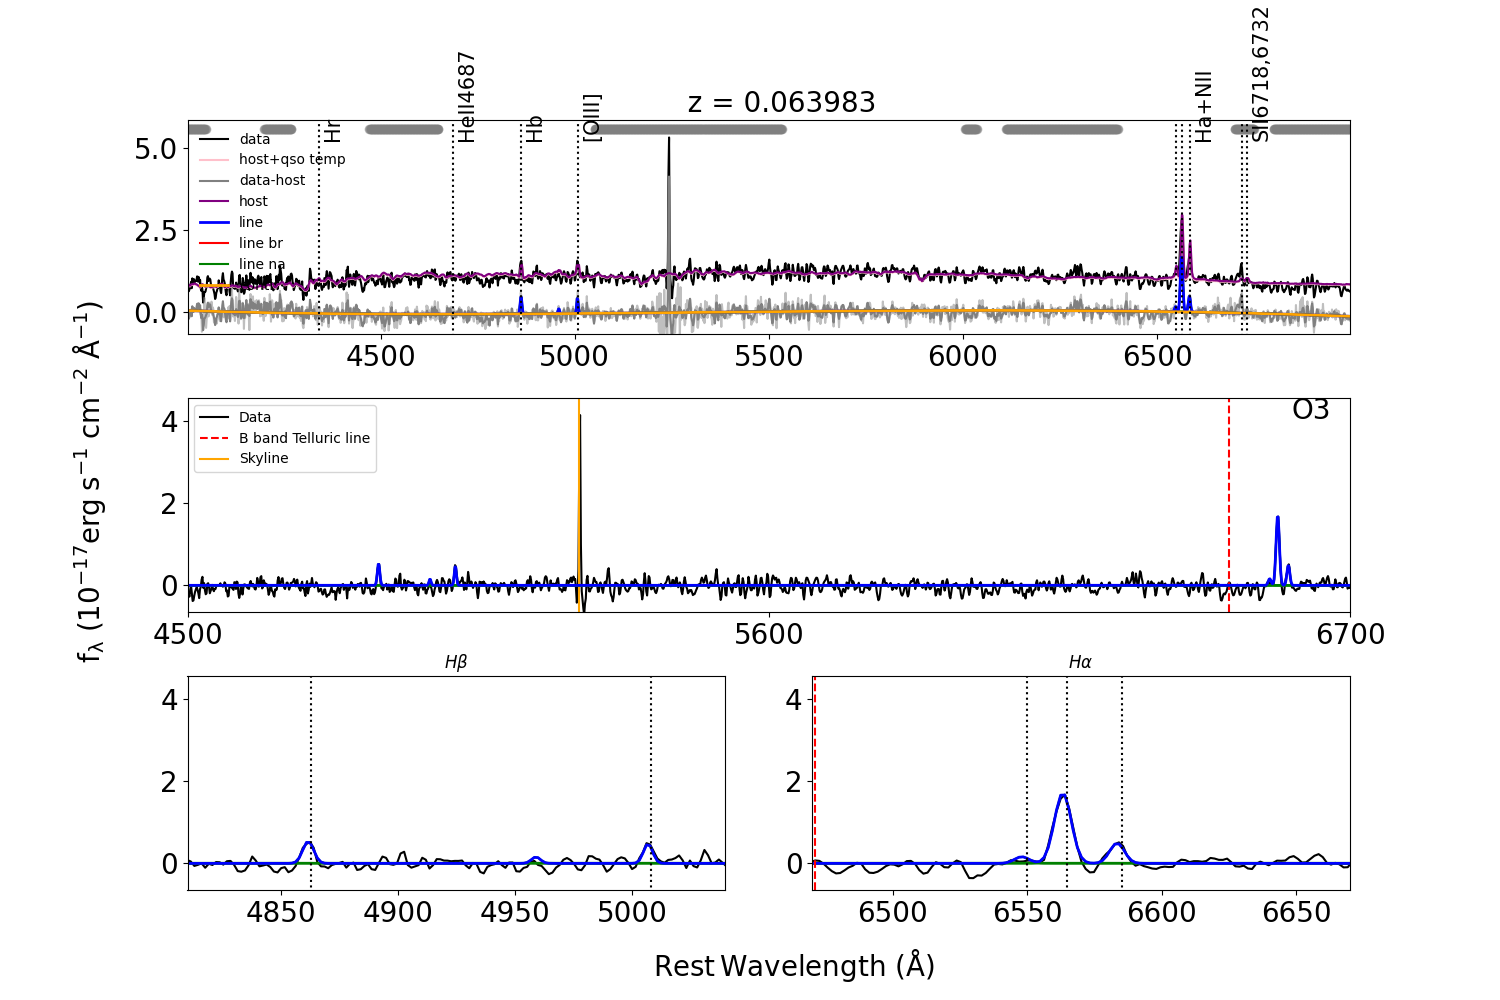 z = 0.063983
Hr
HeII4687
Hb
[OIII]
Ha+NII
SII6718,6732
data
host+qso temp
data-host
host
line
line br
line na
5.0
2.5
0.0
4500 5000 5500 6000 6500
fλ (10−17erg s−1 cm−2 Å−1)
O3
Data
B band Telluric line
Skyline
4
2
0
4500 5600 6700
Hβ
4
2
0
4850 4900 4950 5000
Hα
4
2
0
6500 6550 6600 6650
Rest Wavelength (Å)